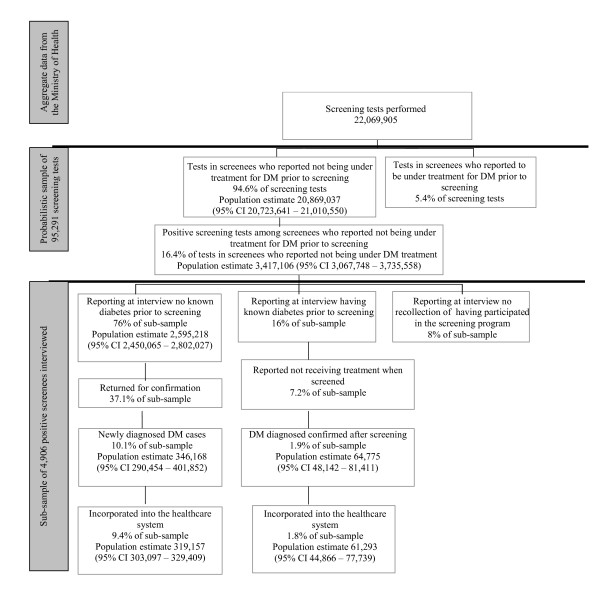 Aggregate data from
the Ministry of Health
Screening tests performed
22,069,905
Probabilistic sample of
95,291 screening tests
Tests in screenees who reported not being under
treatment for DM prior to screening
94.6% of screening tests
Population estimate 20,869,037
(95% CI 20,723,641 – 21,010,550)
Tests in screenees who reported to
be under treatment for DM prior to
screening
5.4% of screening tests
Positive screening tests among screenees who reported not being under
treatment for DM prior to screening
16.4% of tests in screenees who reported not being under DM treatment
Population estimate 3,417,106 (95% CI 3,067,748 – 3,735,558)
Sub-sample of 4,906 positive screenees interviewed
Reporting at interview no known
diabetes prior to screening
76% of sub-sample
Population estimate 2,595,218
(95% CI 2,450,065 – 2,802,027)
Reporting at interview having
known diabetes prior to screening
16% of sub-sample
Reporting at interview no
recollection of having participated
in the screening program
8% of sub-sample
Returned for confirmation
37.1% of sub-sample
Reported not receiving treatment when
screened
7.2% of sub-sample
Newly diagnosed DM cases
10.1% of sub-sample
Population estimate 346,168
(95% CI 290,454 – 401,852)
DM diagnosed confirmed after screening
1.9% of sub-sample
Population estimate 64,775
(95% CI 48,142 – 81,411)
Incorporated into the healthcare
system
9.4% of sub-sample
Population estimate 319,157
(95% CI 303,097 – 329,409)
Incorporated into the healthcare
system
1.8% of sub-sample
Population estimate 61,293
(95% CI 44,866 – 77,739)